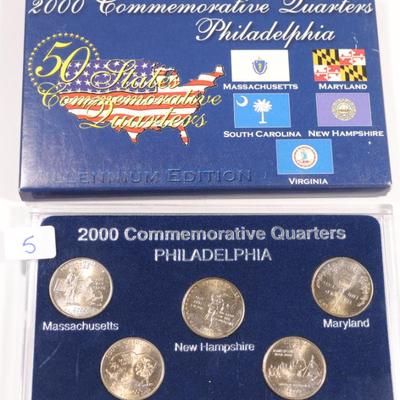 2000 Commemorative Quarters
Philadelphia
50 States
Commemorative
Quarters
MASSACHUSETTS
MARYLAND
SOUTH CAROLINA
NEW HAMPSHIRE
VIRGINIA
MILLENNIUM EDITION
5
2000 Commemorative Quarters
PHILADELPHIA
Massachusetts
New Hampshire
Maryland